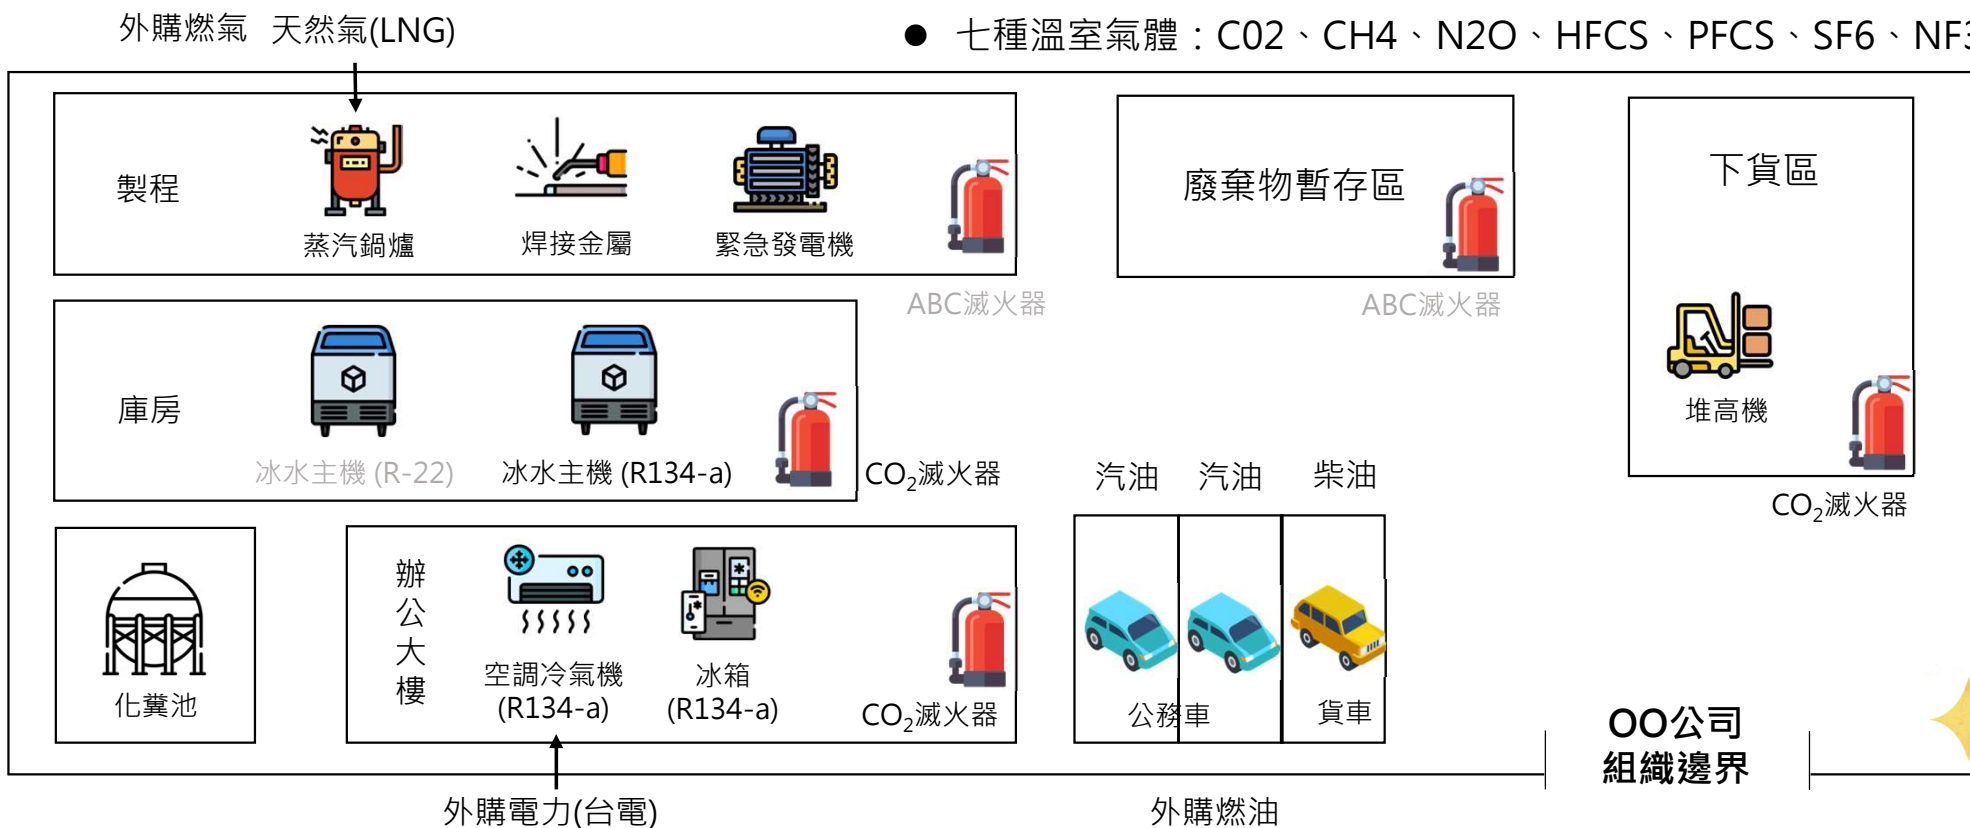 外購燃氣 天然氣(LNG)
● 七種溫室氣體：C02、CH4、N2O、HFCS、PFCS、SF6、NF3
製程
蒸汽鍋爐
焊接金屬
緊急發電機
ABC滅火器
廢棄物暫存區
ABC滅火器
下貨區
堆高機
CO₂滅火器
庫房
冰水主機 (R-22)
冰水主機 (R134-a)
CO₂滅火器
汽油
汽油
柴油
公務車
貨車
化糞池
辦公大樓
空調冷氣機
(R134-a)
冰箱
(R134-a)
CO₂滅火器
OO公司
組織邊界
外購電力(台電)
外購燃油